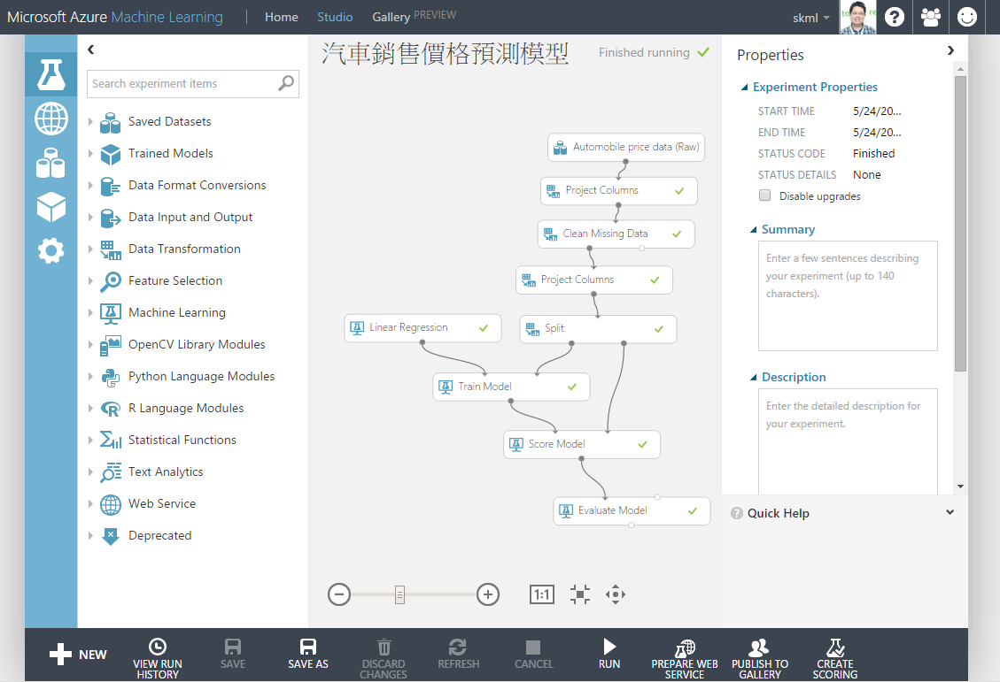 Microsoft Azure Machine Learning | Home Studio Gallery PREVIEW skml
汽車銷售價格預測模型
Finished running
Search experiment items
Saved Datasets
Trained Models
Data Format Conversions
Data Input and Output
Data Transformation
Feature Selection
Machine Learning
OpenCV Library Modules
Python Language Modules
R Language Modules
Statistical Functions
Text Analytics
Web Service
Deprecated
Automobile price data (Raw)
Project Columns
Clean Missing Data
Project Columns
Linear Regression
Split
Train Model
Score Model
Evaluate Model
1:1
Properties
Experiment Properties
START TIME 5/24/20...
END TIME 5/24/20...
STATUS CODE Finished
STATUS DETAILS None
Disable upgrades
Summary
Enter a few sentences describing
your experiment (up to 140
characters).
Description
Enter the detailed description for
your experiment.
Quick Help
NEW
VIEW RUN
HISTORY
SAVE
SAVE AS
DISCARD
CHANGES
REFRESH
CANCEL
RUN
PREPARE WEB
SERVICE
PUBLISH TO
GALLERY
CREATE
SCORING